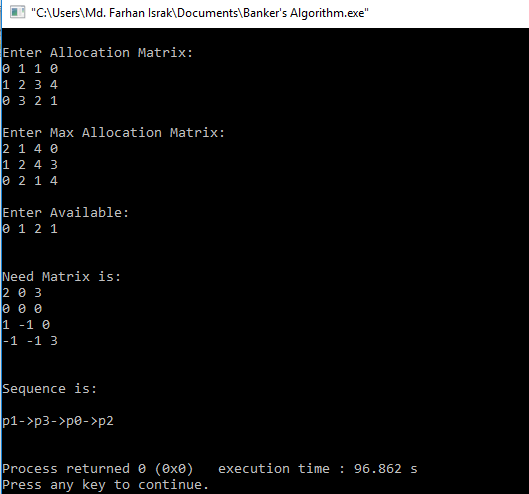 "C:\Users\Md. Farhan Israk\Documents\Banker's Algorithm.exe"
Enter Allocation Matrix:
0 1 1 0
1 2 3 4
0 3 2 1
Enter Max Allocation Matrix:
2 1 4 0
1 2 4 3
0 2 1 4
Enter Available:
0 1 2 1
Need Matrix is:
2 0 3
0 0 0
1 -1 0
-1 -1 3
Sequence is:
p1->p3->p0->p2
Process returned 0 (0x0)   execution time : 96.862 s
Press any key to continue.